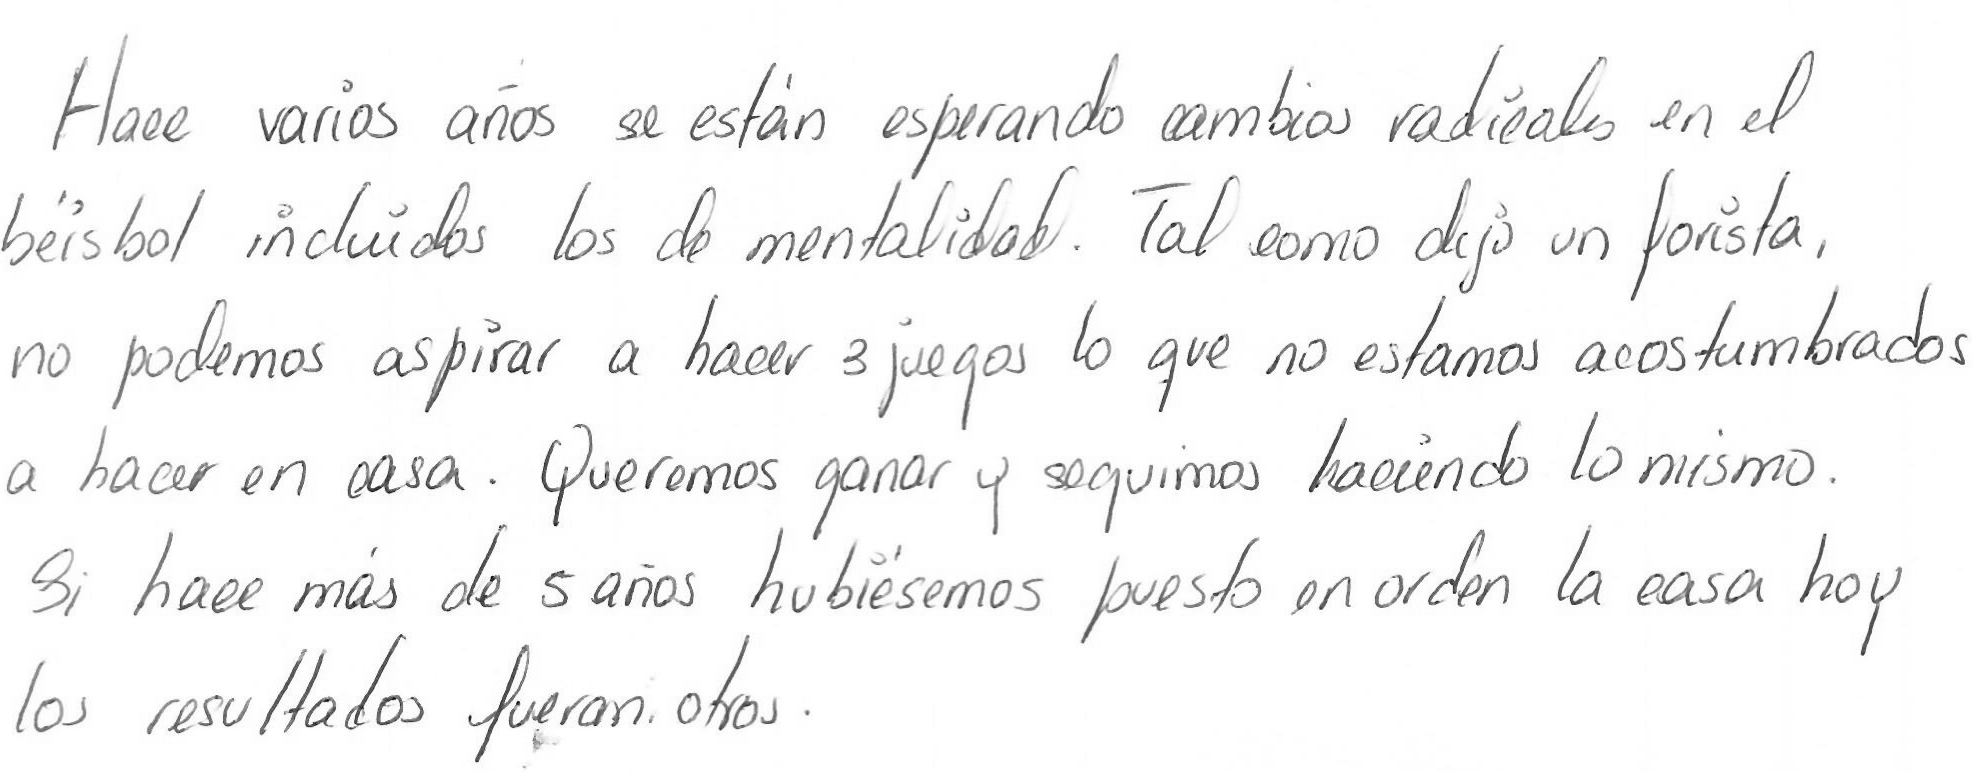 Hace varios años se están esperando cambios radicales en el
béisbol incluidos los de mentalidad. Tal como dijo un forista,
no podemos aspirar a hacer 3 juegos lo que no estamos acostumbrados
a hacer en casa. Queremos ganar y seguimos haciendo lo mismo.
Si hace más de 5 años hubiésemos puesto en orden la casa hoy
los resultados fueran otros.